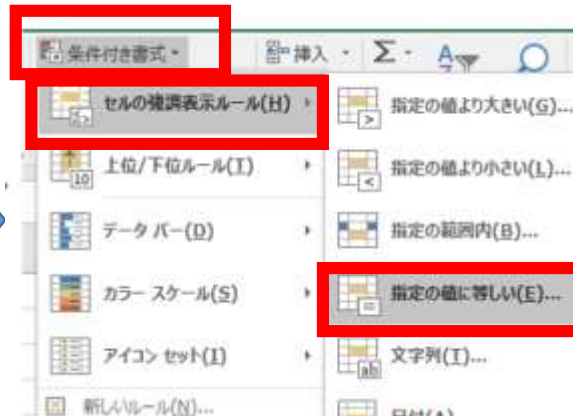 条件付き書式
挿入
Σ
セルの強調表示ルール(H)
上位/下位ルール(T)
データ バー(D)
カラー スケール(S)
アイコン セット(I)
新しいルール(N)...
指定の値より大きい(G)...
指定の値より小さい(L)...
指定の範囲内(B)...
指定の値に等しい(E)...
文字列(T)...
日付(A)